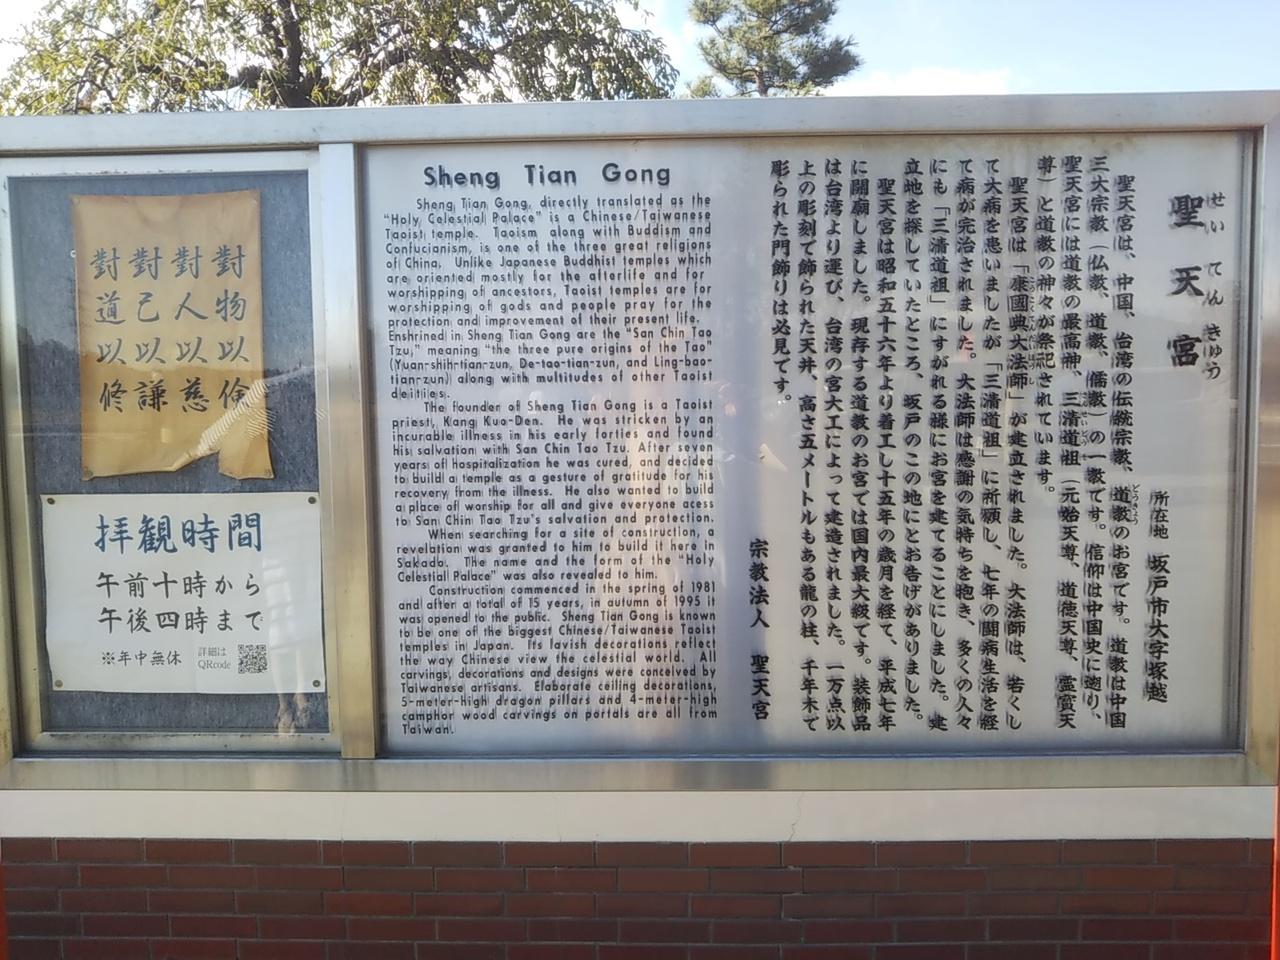 對物以儉
對人以慈
對己以謙
對道以修
拝観時間
午前十時から
午後四時まで
※年中無休
詳細は
QRcode
Sheng Tian Gong
Sheng Tian Gong, directly translated as the
"Holy Celestial Palace" is a Chinese/Taiwanese
Taoist temple. Taoism along with Buddism and
Confucianism, is one of the three great religions
of China. Unlike Japanese Buddhist temples which
are oriented mostly for the afterlife and for
worshipping of ancestors, Taoist temples are for
worshipping of gods and people pray for the
protection and improvement of their present life.
Enshrined in Sheng Tian Gong are the "San Chin Tao
Tzu," meaning "the three pure origins of the Tao"
(Yuan-shih-tian-zun, De-tao-tian-zun, and Ling-bao-
tian-zun) along with multitudes of other Taoist
deitiies.
The founder of Sheng Tian Gong is a Taoist
priest, Kang Kuo-Den. He was stricken by an
incurable illness in his early forties and found
his salvation with San Chin Tao Tzu. After seven
years of hospitalization he was cured, and decided
to build a temple as a gesture of gratitude for his
recovery from the illness. He also wanted to build
a place of worship for all and give everyone acess
to San Chin Tao Tzu's salvation and protection.
When searching for a site of construction, a
revelation was granted to him to build it here in
Sakado. The name and the form of the "Holy
Celestial Palace" was also revealed to him.
Construction commenced in the spring of 1981
and after a total of 15 years, in autumn of 1995 it
was opened to the public. Sheng Tian Gong is known
to be one of the biggest Chinese/Taiwanese Taoist
temples in Japan. Its lavish decorations reflect
the way Chinese view the celestial world. All
carvings, decorations and designs were conceived by
Taiwanese artisans. Elaborate ceiling decorations,
5-meter-high dragon pillars and 4-meter-high
camphor wood carvings on portals are all from
Taiwan.
せい てん きゅう
聖天宮
所在地 坂戸市大字塚越
聖天宮は、中国、台湾の伝統宗教、道教のお宮です。道教は中国
どうきょう
三大宗教(仏教、道教、儒教)の一教です。信仰は中国史に遡り、
聖天宮には道教の最高神、三清道祖(元始天尊、道徳天尊、霊寳天
尊)と道教の神々が祭祀されています。
聖天宮は「康國典大法師」が建立されました。大法師は、若くし
て大病を患いましたが「三清道祖」に祈願し、七年の闘病生活を経
て病が完治されました。大法師は感謝の気持ちを抱き、多くの人々
にも「三清道祖」にすがれる様にお宮を建てることにしました。建
立地を探していたところ、坂戸のこの地にとお告げがありました。
聖天宮は昭和五十六年より着工し十五年の歳月を経て、平成七年
に開廟しました。現存する道教のお宮では国内最大級です。装飾品
は台湾より運び、台湾の宮大工によって建造されました。一万点以
上の彫刻で飾られた天井、高さ五メートルもある龍の柱、千年木で
彫られた門飾りは必見です。
宗教法人 聖天宮